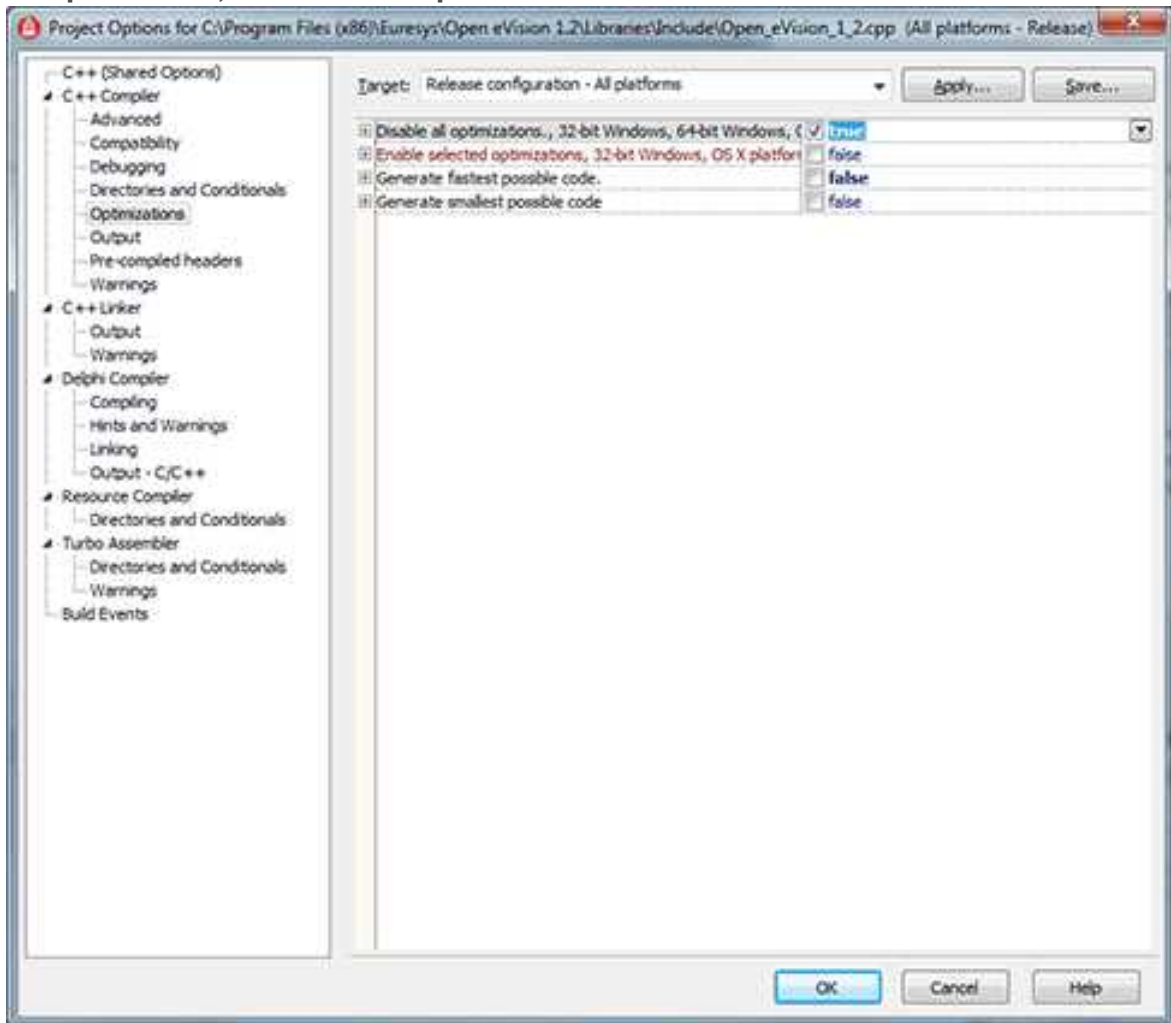 Project Options for C:\Program Files (x86)\Euresys\Open eVision 1.2\Libraries\Include\Open_eVision_1_2.cpp (All platforms - Release)
C++ (Shared Options)
C++ Compiler
Advanced
Compatibility
Debugging
Directories and Conditionals
Optimizations
Output
Pre-compiled headers
Warnings
C++ Linker
Output
Warnings
Delphi Compiler
Compiling
Hints and Warnings
Linking
Output - C/C++
Resource Compiler
Directories and Conditionals
Turbo Assembler
Directories and Conditionals
Warnings
Build Events
Target: Release configuration - All platforms Apply... Save...
Disable all optimizations., 32-bit Windows, 64-bit Windows, true
Enable selected optimizations, 32-bit Windows, OS X platfor false
Generate fastest possible code. false
Generate smallest possible code false
OK Cancel Help